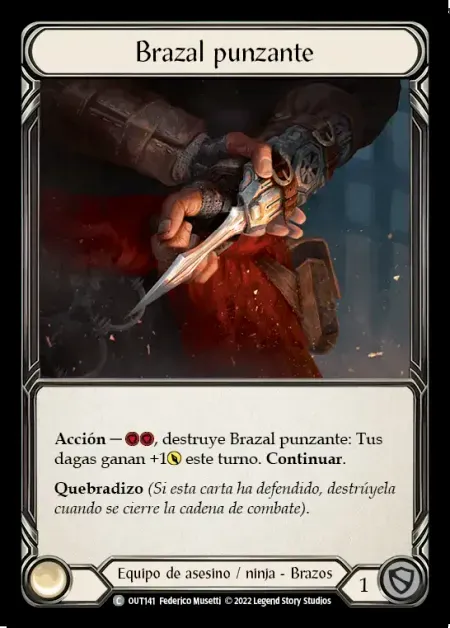 Brazal punzante
Acción — , destruye Brazal punzante: Tus
dagas ganan +1 este turno. Continuar.
Quebradizo (Si esta carta ha defendido, destrúyela
cuando se cierre la cadena de combate).
Equipo de asesino / ninja - Brazos
1
C OUT141 Federico Musetti © 2022 Legend Story Studios